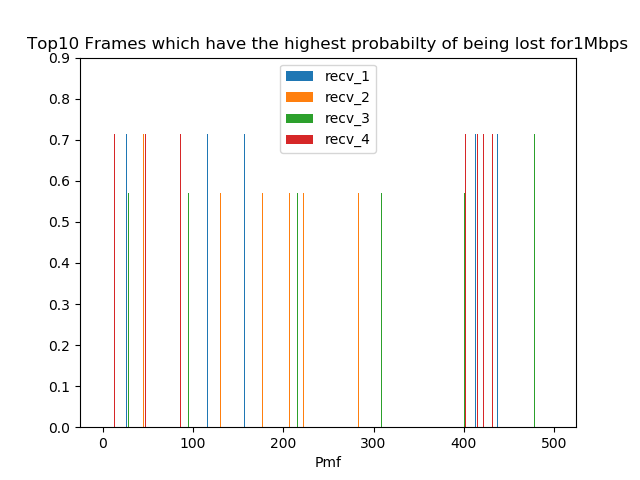 Top10 Frames which have the highest probabilty of being lost for1Mbps
0.9
0.8
0.7
0.6
0.5
0.4
0.3
0.2
0.1
0.0
recv_1
recv_2
recv_3
recv_4
0 100 200 300 400 500
Pmf